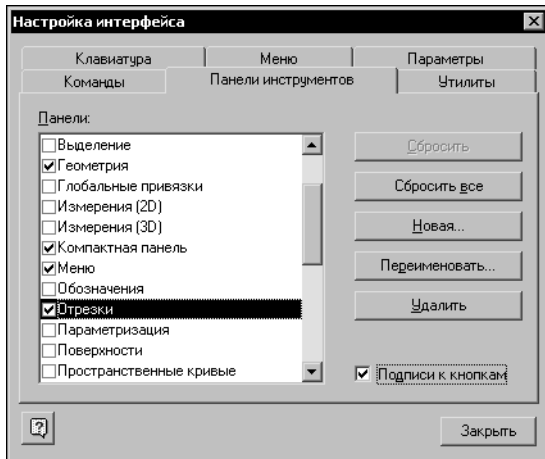 Настройка интерфейса
Клавиатура Меню Параметры
Команды Панели инструментов Утилиты
Панели:
Выделение
Геометрия
Глобальные привязки
Измерения (2D)
Измерения (3D)
Компактная панель
Меню
Обозначения
Отрезки
Параметризация
Поверхности
Пространственные кривые
Сбросить
Сбросить все
Новая...
Переименовать...
Удалить
Подписи к кнопкам
Закрыть